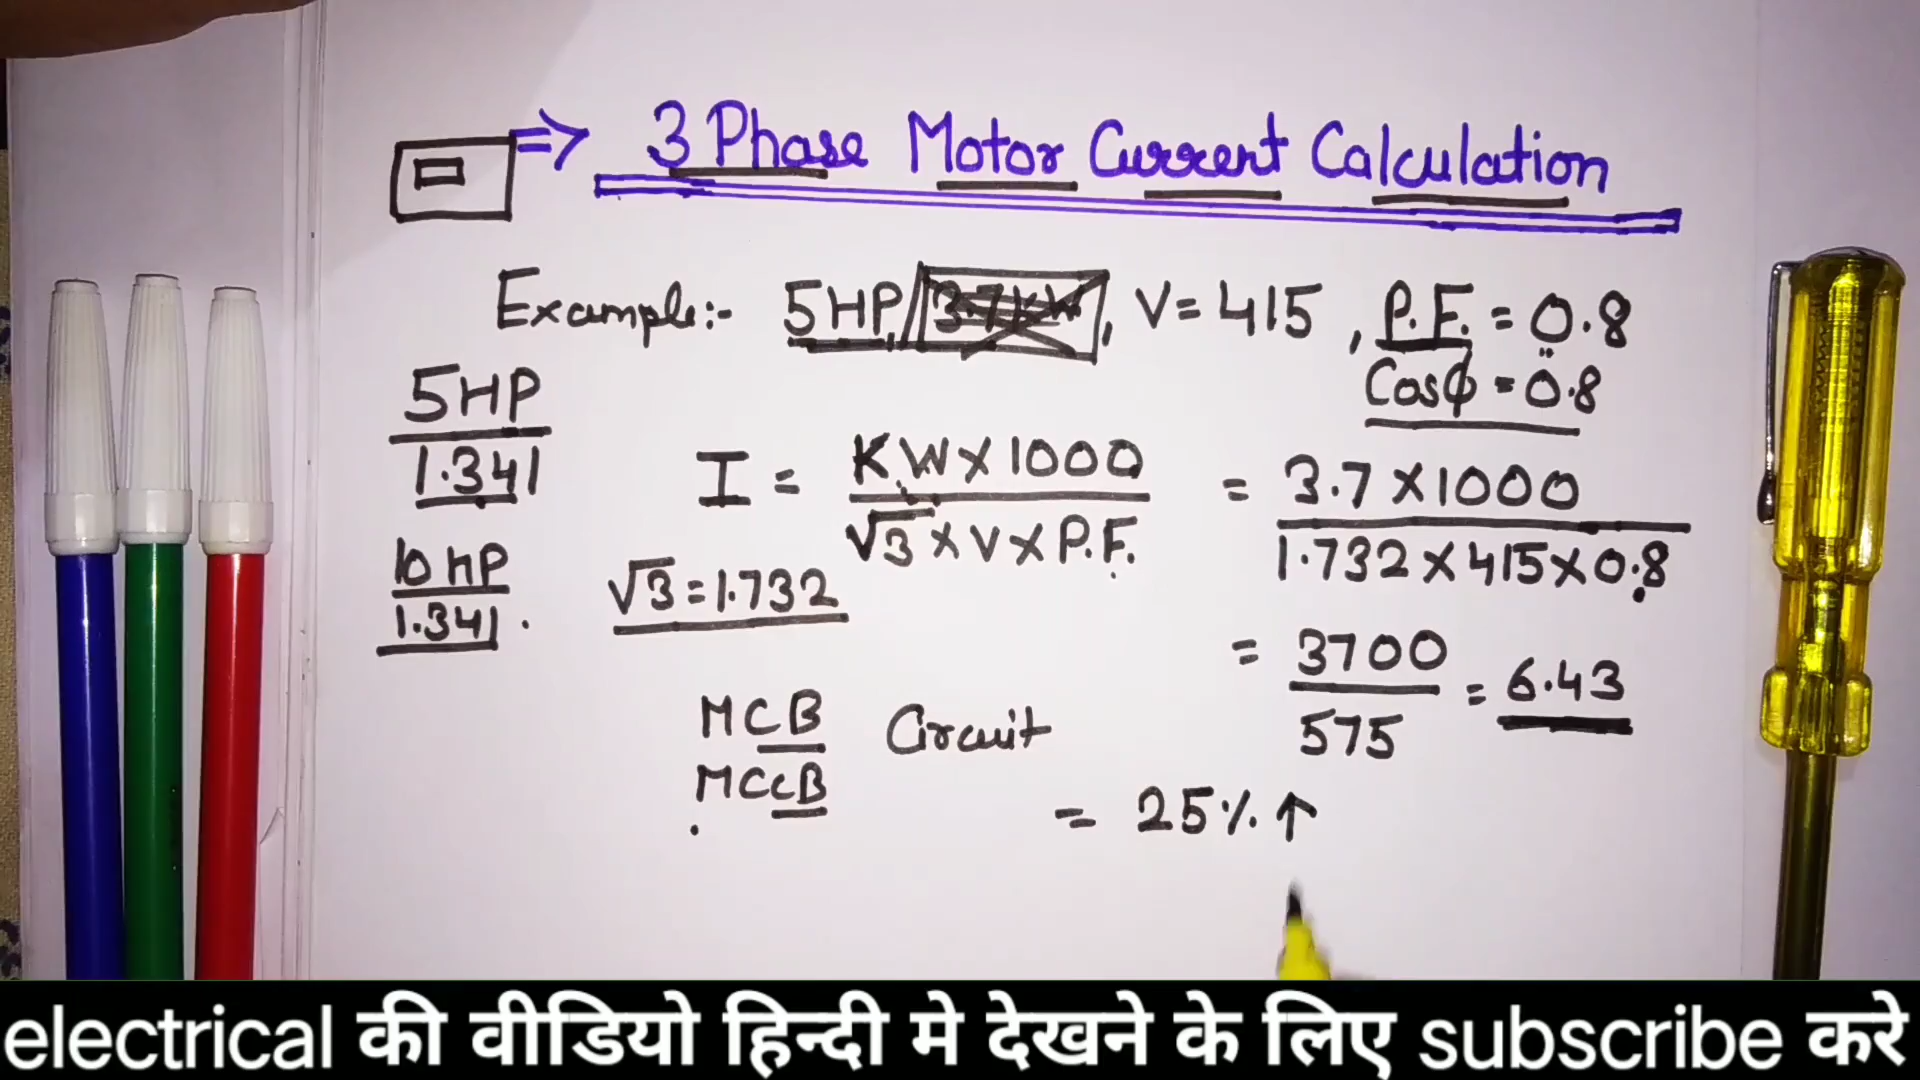 => 3 Phase Motor Current Calculation
Example:- 5HP/3.7KW, V=415, P.F. = 0.8
Cosφ = 0.8
5HP
1.341
I = KW×1000 = 3.7×1000
√3×V×P.F. 1.732×415×0.8
10 HP
1.341
√3=1.732
= 3700 = 6.43
575
MCB Circuit
MCCB
= 25% ↑
electrical की वीडियो हिन्दी मे देखने के लिए subscribe करे